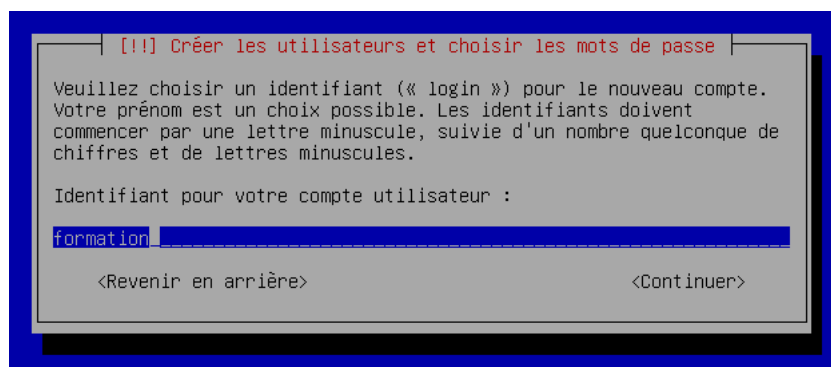 [!!] Créer les utilisateurs et choisir les mots de passe
Veuillez choisir un identifiant (« login ») pour le nouveau compte.
Votre prénom est un choix possible. Les identifiants doivent
commencer par une lettre minuscule, suivie d'un nombre quelconque de
chiffres et de lettres minuscules.
Identifiant pour votre compte utilisateur :
formation
<Revenir en arrière> <Continuer>